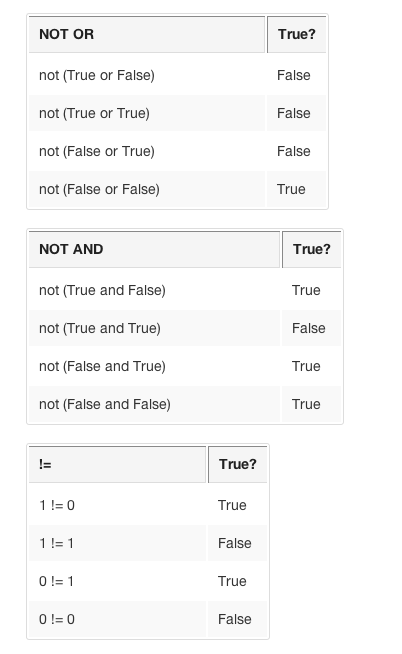 NOT OR True?
not (True or False) False
not (True or True) False
not (False or True) False
not (False or False) True
NOT AND True?
not (True and False) True
not (True and True) False
not (False and True) True
not (False and False) True
!= True?
1 != 0 True
1 != 1 False
0 != 1 True
0 != 0 False